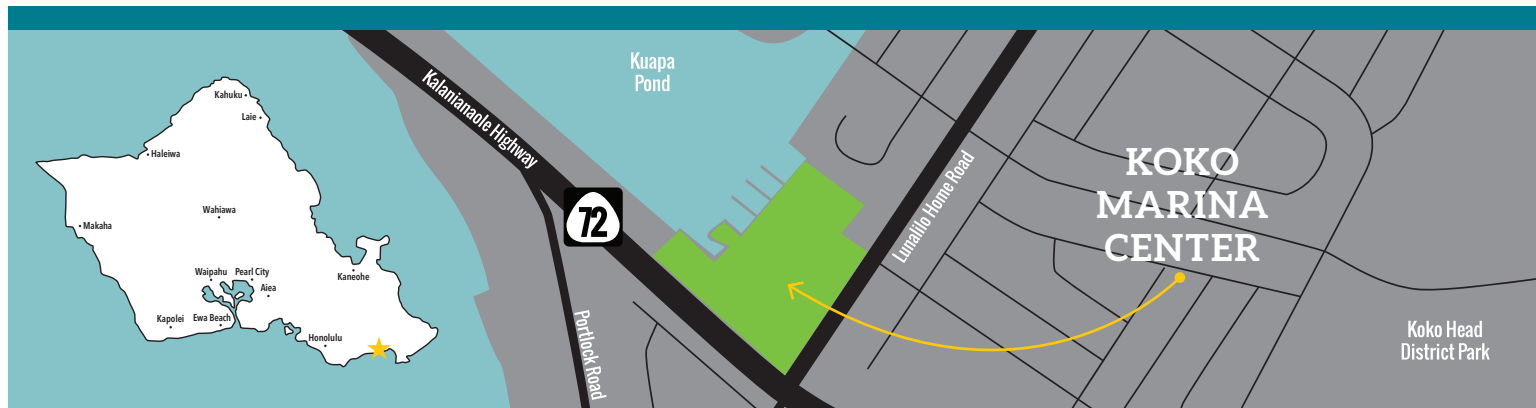 Kahuku
Laie
Haleiwa
Wahiawa
Makaha
Waipahu
Pearl City
Aiea
Kaneohe
Kapolei
Ewa Beach
Honolulu
Kalanianaole Highway
72
Portlock Road
Kuapa
Pond
Lunalilo Home Road
KOKO
MARINA
CENTER
Koko Head
District Park